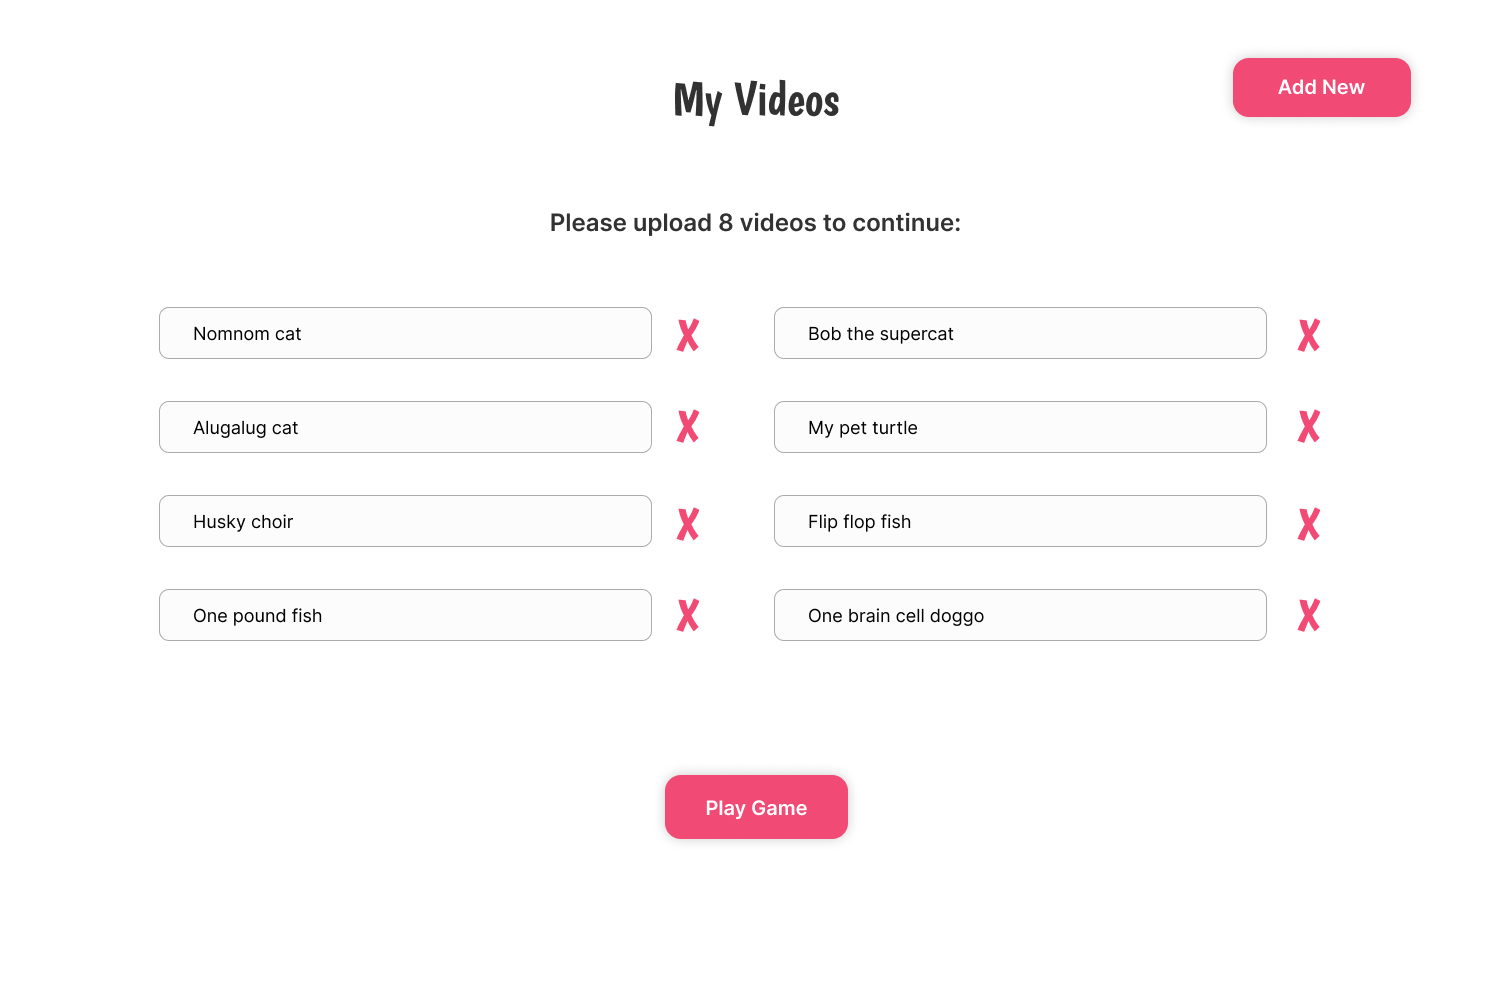 My Videos
Add New
Please upload 8 videos to continue:
Nomnom cat
X
Bob the supercat
X
Alugalug cat
X
My pet turtle
X
Husky choir
X
Flip flop fish
X
One pound fish
X
One brain cell doggo
X
Play Game